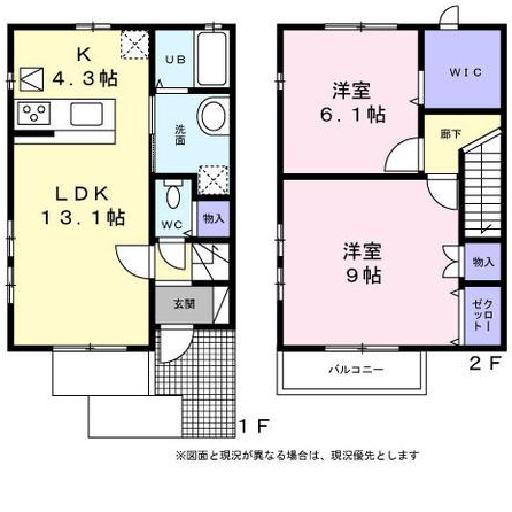 K
4.3帖
UB
洗面
LDK
13.1帖
WC
物入
玄関
1F
洋室
6.1帖
WIC
廊下
洋室
9帖
物入
クローゼット
バルコニー
2F
※図面と現況が異なる場合は、現況優先とします